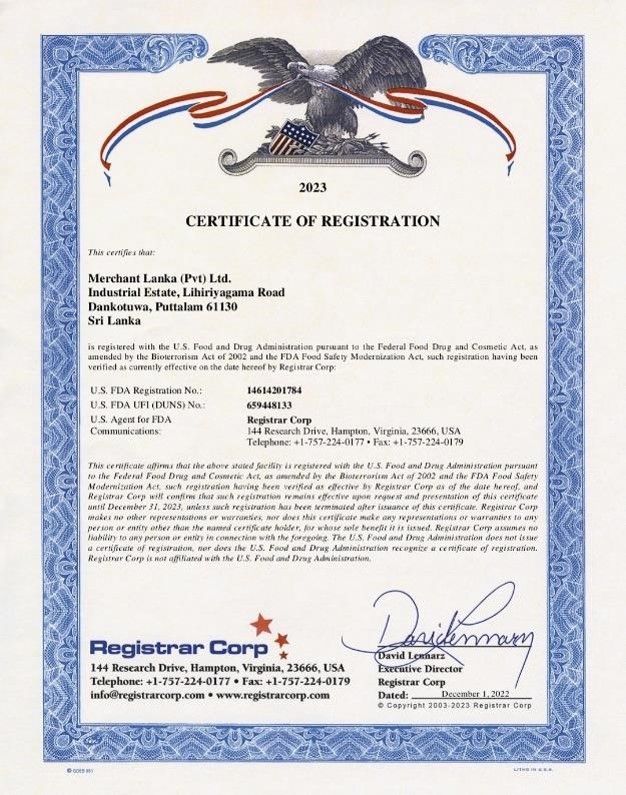 2023
CERTIFICATE OF REGISTRATION
This certifies that:
Merchant Lanka (Pvt) Ltd.
Industrial Estate, Lihiriyagama Road
Dankotuwa, Puttalam 61130
Sri Lanka
is registered with the U.S. Food and Drug Administration pursuant to the Federal Food Drug and Cosmetic Act, as
amended by the Bioterrorism Act of 2002 and the FDA Food Safety Modernization Act, such registration having been
verified as currently effective on the date hereof by Registrar Corp:
U.S. FDA Registration No.: 14614201784
U.S. FDA UFI (DUNS) No.: 659448133
U.S. Agent for FDA Registrar Corp
Communications: 144 Research Drive, Hampton, Virginia, 23666, USA
Telephone: +1-757-224-0177 • Fax: +1-757-224-0179
This certificate affirms that the above stated facility is registered with the U.S. Food and Drug Administration pursuant
to the Federal Food Drug and Cosmetic Act, as amended by the Bioterrorism Act of 2002 and the FDA Food Safety
Modernization Act, such registration having been verified as effective by Registrar Corp as of the date hereof, and
Registrar Corp will confirm that such registration remains effective upon request and presentation of this certificate
until December 31, 2023, unless such registration has been terminated after issuance of this certificate. Registrar Corp
makes no other representations or warranties, nor does this certificate make any representations or warranties to any
person or entity other than the named certificate holder, for whose sole benefit it is issued. Registrar Corp assumes no
liability to any person or entity in connection with the foregoing. The U.S. Food and Drug Administration does not issue
a certificate of registration, nor does the U.S. Food and Drug Administration recognize a certificate of registration.
Registrar Corp is not affiliated with the U.S. Food and Drug Administration.
Registrar Corp
144 Research Drive, Hampton, Virginia, 23666, USA
Telephone: +1-757-224-0177 • Fax: +1-757-224-0179
info@registrarcorp.com • www.registrarcorp.com
David Lennarz
David Lennarz
Executive Director
Registrar Corp
Dated: December 1, 2022
© Copyright 2003-2023 Registrar Corp
LITHO IN U.S.A.